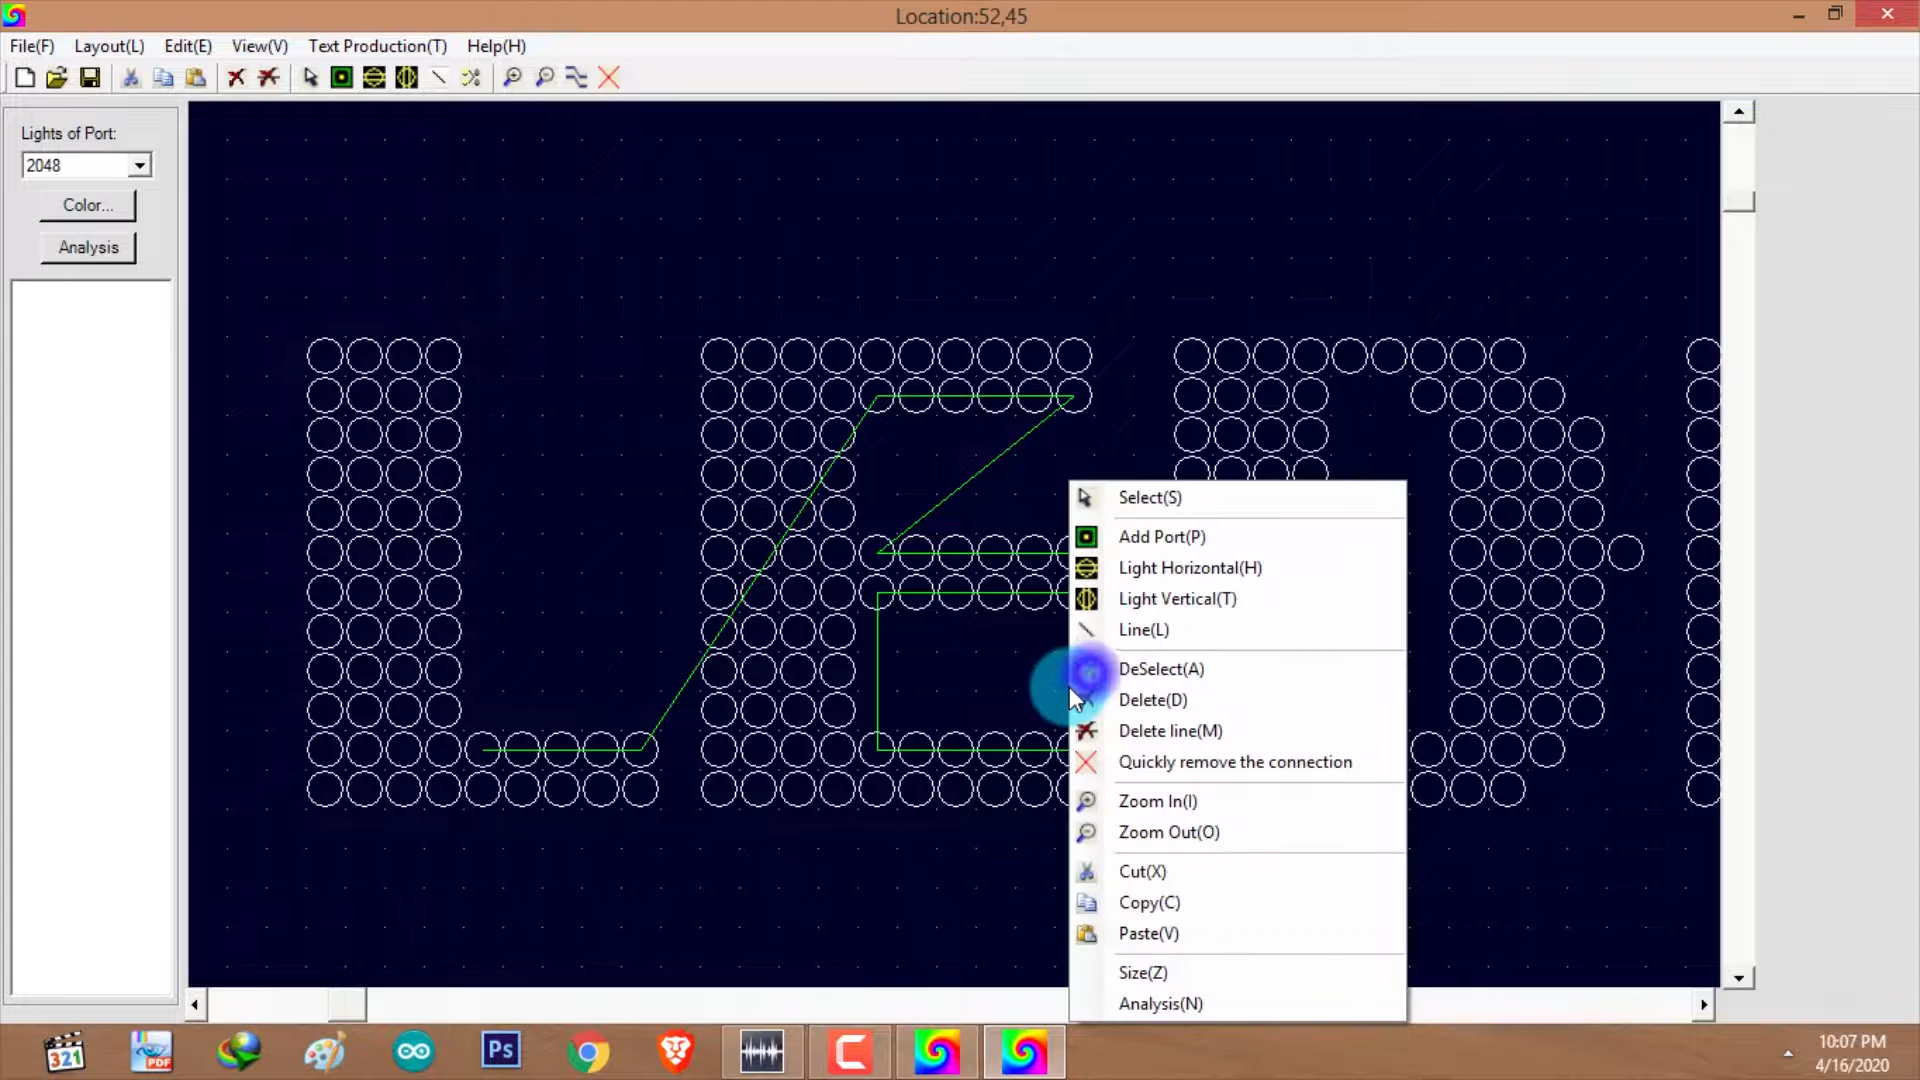 Location:52,45
File(F) Layout(L) Edit(E) View(V) Text Production(T) Help(H)
Lights of Port:
2048
Color...
Analysis
Select(S)
Add Port(P)
Light Horizontal(H)
Light Vertical(T)
Line(L)
DeSelect(A)
Delete(D)
Delete line(M)
Quickly remove the connection
Zoom In(I)
Zoom Out(O)
Cut(X)
Copy(C)
Paste(V)
Size(Z)
Analysis(N)
321
PDF
Ps
10:07 PM
4/16/2020